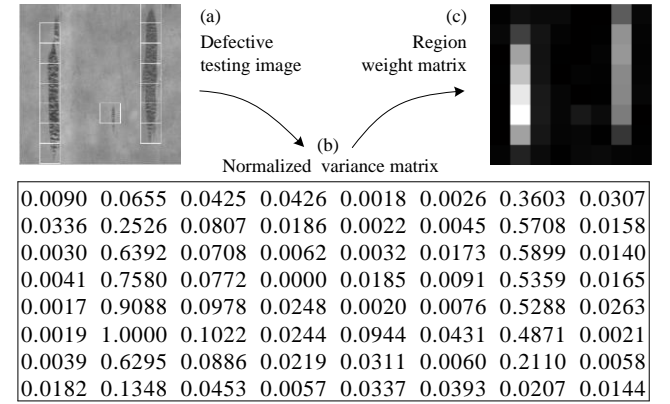 (a)
Defective
testing image
(c)
Region
weight matrix
(b)
Normalized variance matrix
0.0090 0.0655 0.0425 0.0426 0.0018 0.0026 0.3603 0.0307
0.0336 0.2526 0.0807 0.0186 0.0022 0.0045 0.5708 0.0158
0.0030 0.6392 0.0708 0.0062 0.0032 0.0173 0.5899 0.0140
0.0041 0.7580 0.0772 0.0000 0.0185 0.0091 0.5359 0.0165
0.0017 0.9088 0.0978 0.0248 0.0020 0.0076 0.5288 0.0263
0.0019 1.0000 0.1022 0.0244 0.0944 0.0431 0.4871 0.0021
0.0039 0.6295 0.0886 0.0219 0.0311 0.0060 0.2110 0.0058
0.0182 0.1348 0.0453 0.0057 0.0337 0.0393 0.0207 0.0144